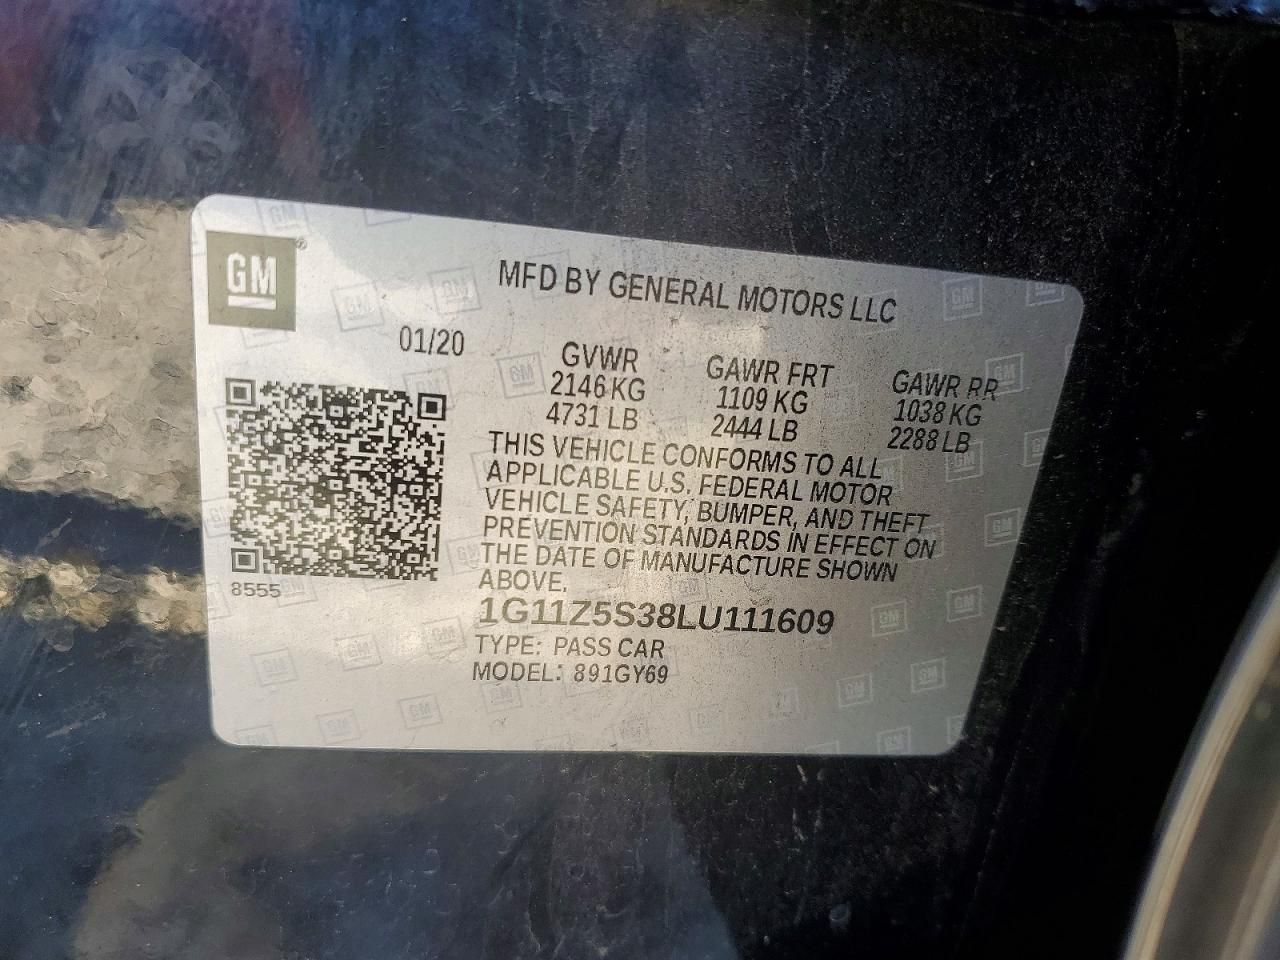 GM ®
MFD BY GENERAL MOTORS LLC
01/20
GVWR GAWR FRT GAWR RR
2146 KG 1109 KG 1038 KG
4731 LB 2444 LB 2288 LB
THIS VEHICLE CONFORMS TO ALL
APPLICABLE U.S. FEDERAL MOTOR
VEHICLE SAFETY, BUMPER, AND THEFT
PREVENTION STANDARDS IN EFFECT ON
THE DATE OF MANUFACTURE SHOWN
ABOVE.
8555
1G11Z5S38LU111609
TYPE: PASS CAR
MODEL: 891GY69